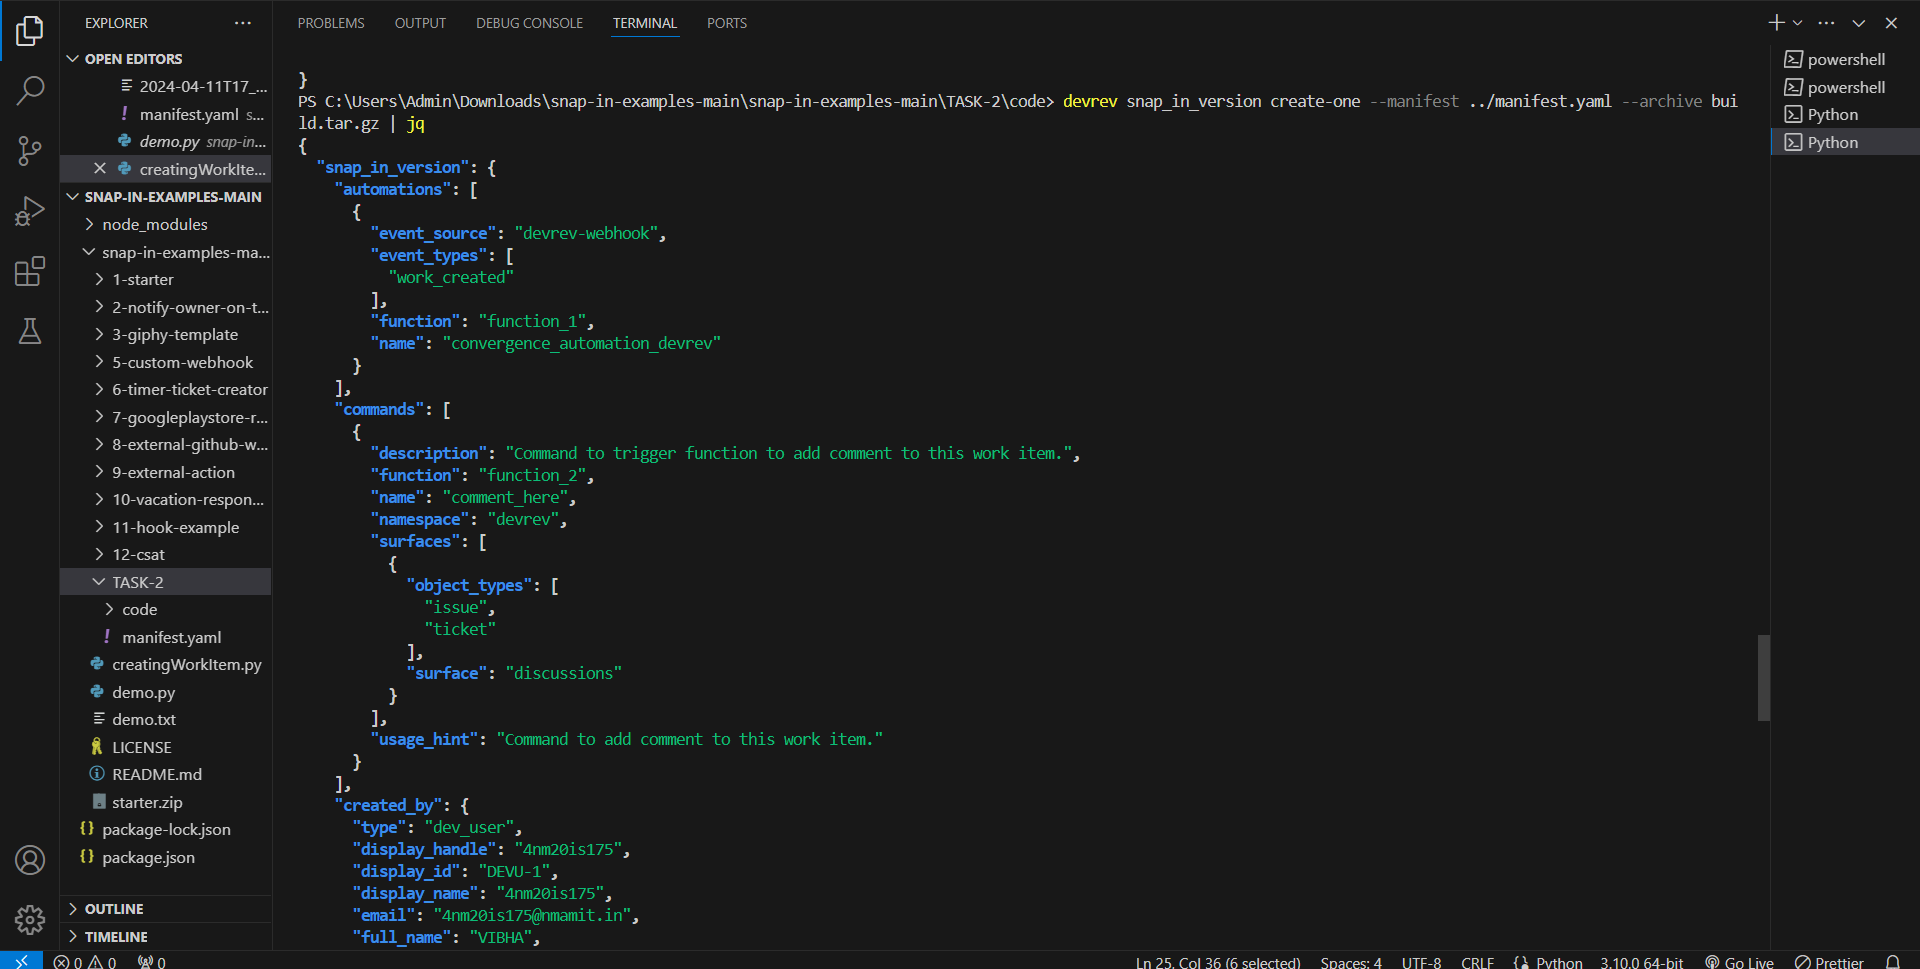 EXPLORER
OPEN EDITORS
2024-04-11T17_...
! manifest.yaml s...
demo.py snap-in...
creatingWorkIte...
SNAP-IN-EXAMPLES-MAIN
node_modules
snap-in-examples-ma...
1-starter
2-notify-owner-on-t...
3-giphy-template
5-custom-webhook
6-timer-ticket-creator
7-googleplaystore-r...
8-external-github-w...
9-external-action
10-vacation-respon...
11-hook-example
12-csat
TASK-2
code
! manifest.yaml
creatingWorkItem.py
demo.py
demo.txt
LICENSE
README.md
starter.zip
{} package-lock.json
{} package.json
OUTLINE
TIMELINE
PROBLEMS OUTPUT DEBUG CONSOLE TERMINAL PORTS
}
PS C:\Users\Admin\Downloads\snap-in-examples-main\snap-in-examples-main\TASK-2\code> devrev snap_in_version create-one --manifest ../manifest.yaml --archive bui
ld.tar.gz | jq
{
"snap_in_version": {
"automations": [
{
"event_source": "devrev-webhook",
"event_types": [
"work_created"
],
"function": "function_1",
"name": "convergence_automation_devrev"
}
],
"commands": [
{
"description": "Command to trigger function to add comment to this work item.",
"function": "function_2",
"name": "comment_here",
"namespace": "devrev",
"surfaces": [
{
"object_types": [
"issue",
"ticket"
],
"surface": "discussions"
}
],
"usage_hint": "Command to add comment to this work item."
}
],
"created_by": {
"type": "dev_user",
"display_handle": "4nm20is175",
"display_id": "DEVU-1",
"display_name": "4nm20is175",
"email": "4nm20is175@nmamit.in",
"full_name": "VIBHA",
powershell
powershell
Python
Python
0 0 0
Ln 25, Col 36 (6 selected) Spaces: 4 UTF-8 CRLF Python 3.10.0 64-bit Go Live Prettier